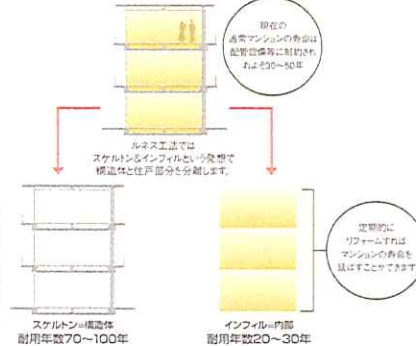 現在の
通常マンションの寿命は
配管設備等に制約され
およそ30〜50年
ルネス工法では
スケルトン&インフィルという発想で
構造体と住戸部分を分離します。
定期的に
リフォームすれば
マンションの寿命を
延ばすことができます
スケルトン=構造体
耐用年数70〜100年
インフィル=内部
耐用年数20〜30年